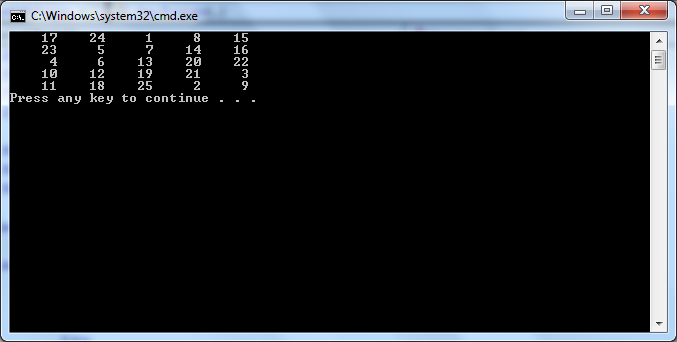 C:\Windows\system32\cmd.exe
17 24 1 8 15
23 5 7 14 16
4 6 13 20 22
10 12 19 21 3
11 18 25 2 9
Press any key to continue . . .